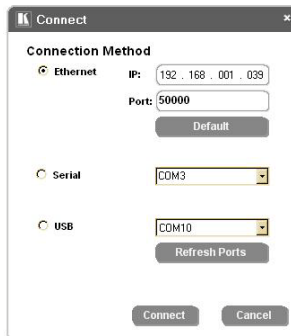 Connect
×
Connection Method
Ethernet
IP: 192 . 168 . 001 . 039
Port: 50000
Default
Serial
COM3
USB
COM10
Refresh Ports
Connect
Cancel